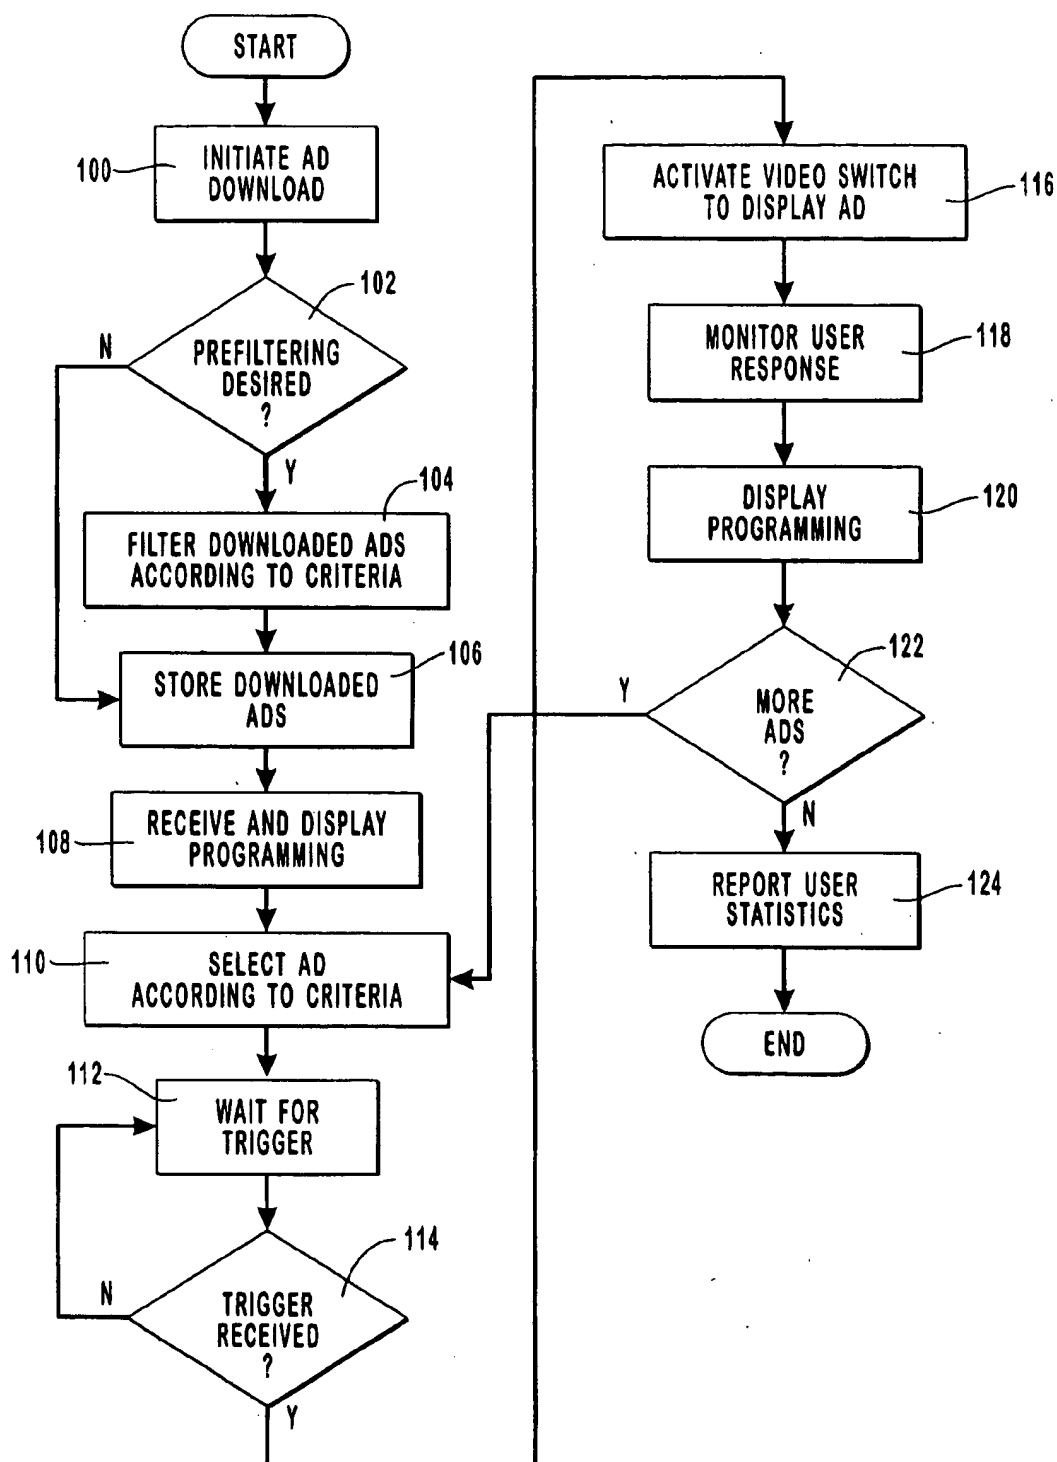 START
100
INITIATE AD
DOWNLOAD
102
N
PREFILTERING
DESIRED
?
Y
104
FILTER DOWNLOADED ADS
ACCORDING TO CRITERIA
106
STORE DOWNLOADED
ADS
108
RECEIVE AND DISPLAY
PROGRAMMING
110
SELECT AD
ACCORDING TO CRITERIA
112
WAIT FOR
TRIGGER
114
N
TRIGGER
RECEIVED
?
Y
ACTIVATE VIDEO SWITCH
TO DISPLAY AD
116
MONITOR USER
RESPONSE
118
DISPLAY
PROGRAMMING
120
122
Y
MORE
ADS
?
N
REPORT USER
STATISTICS
124
END